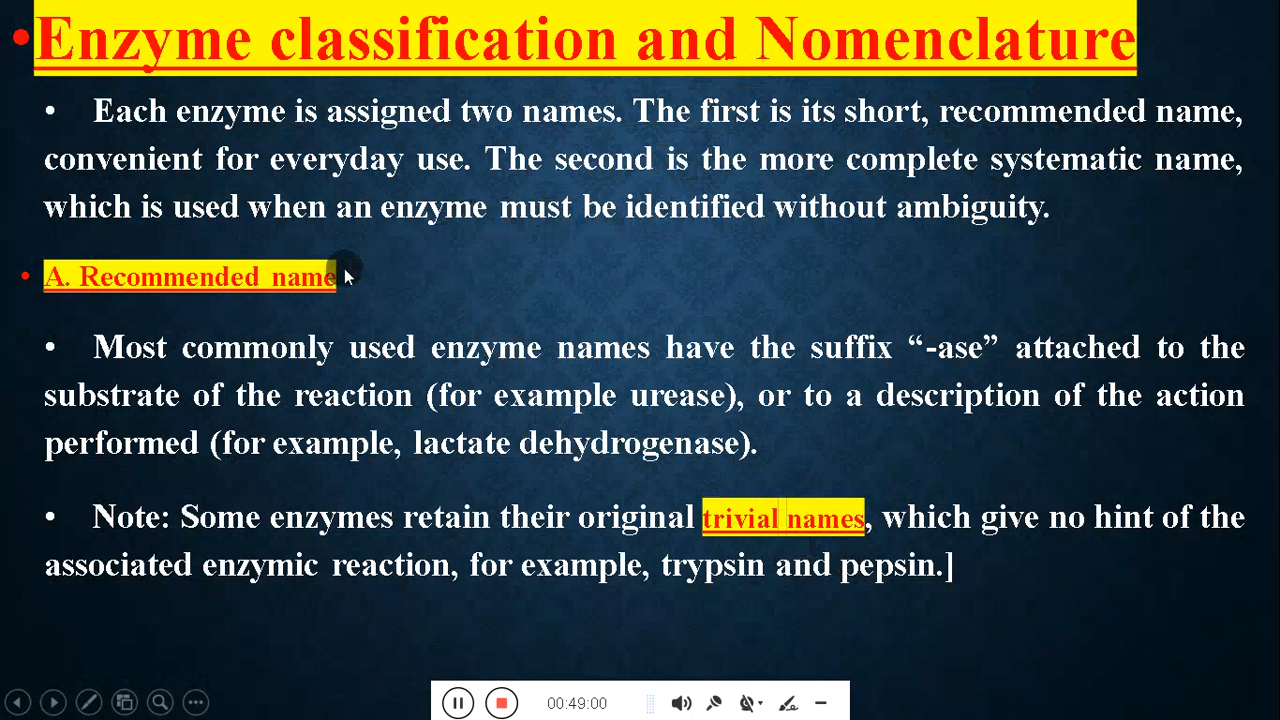 •Enzyme classification and Nomenclature
• Each enzyme is assigned two names. The first is its short, recommended name,
convenient for everyday use. The second is the more complete systematic name,
which is used when an enzyme must be identified without ambiguity.
• A. Recommended name
• Most commonly used enzyme names have the suffix “-ase” attached to the
substrate of the reaction (for example urease), or to a description of the action
performed (for example, lactate dehydrogenase).
• Note: Some enzymes retain their original trivial names, which give no hint of the
associated enzymic reaction, for example, trypsin and pepsin.]
00:49:00